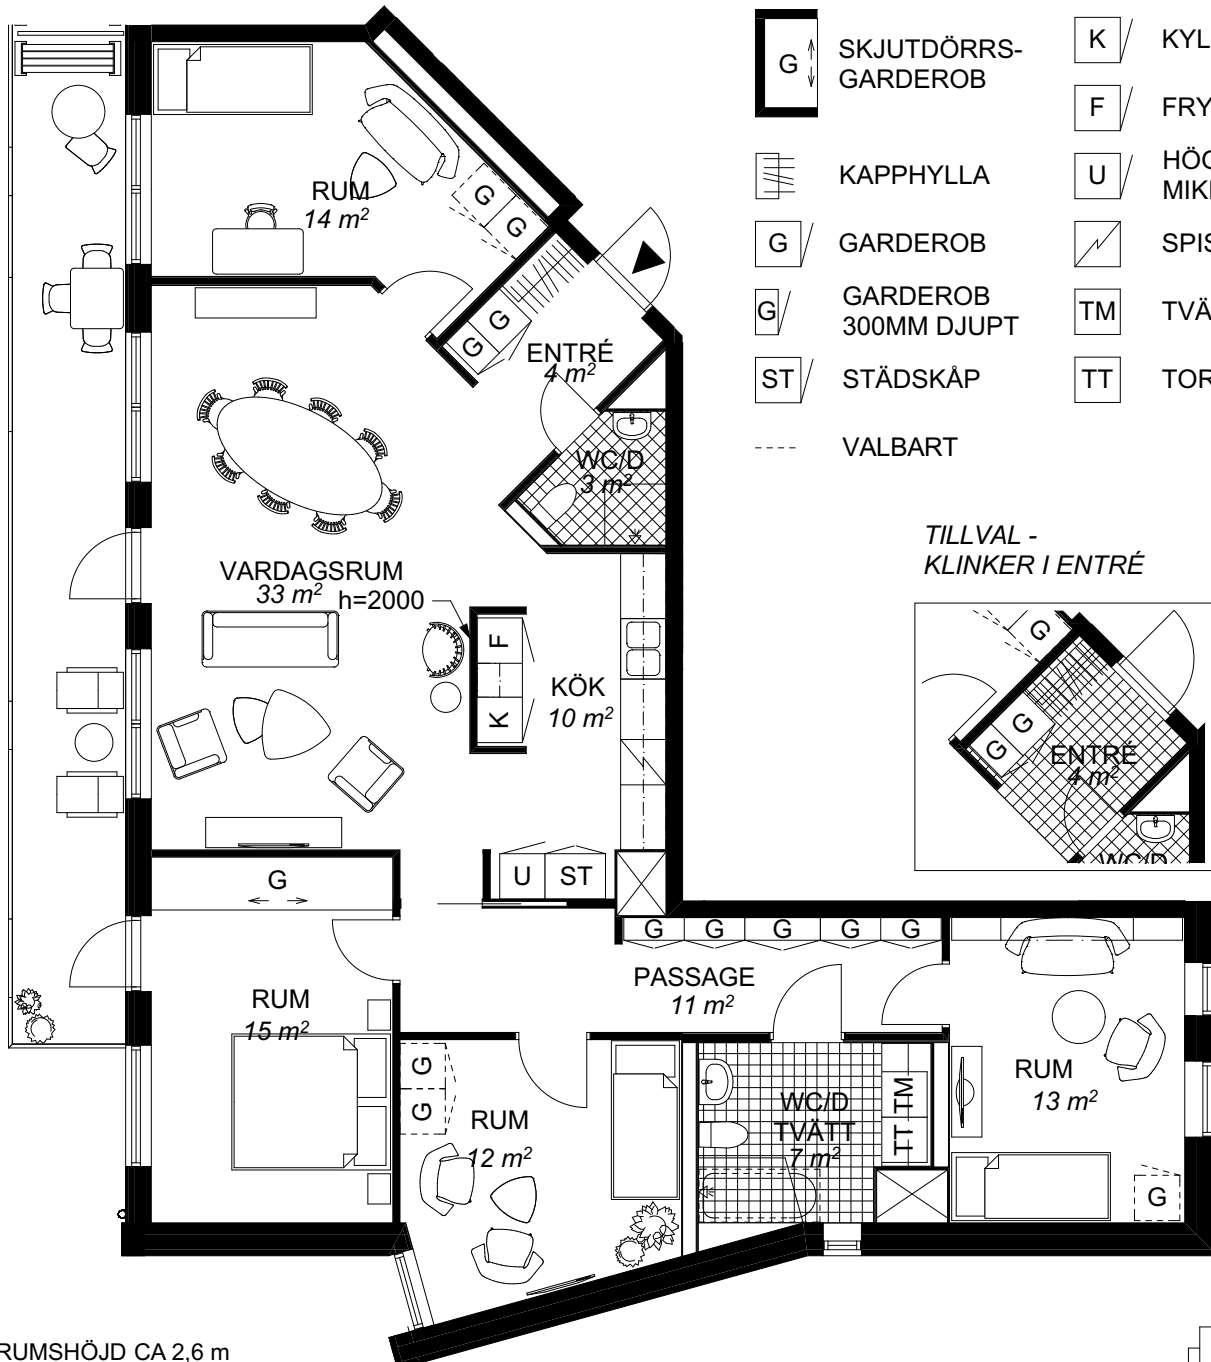 G
SKJUTDÖRRS-
GARDEROB
K
KYL
F
FRY
KAPPHYLLA
U
HÖG
MIK
G
GARDEROB
SPIS
G
GARDEROB
300MM DJUPT
TM
TVÄ
ST
STÄDSKÅP
TT
TOR
VALBART
RUM
14 m²
G
G
G
G
ENTRÉ
4 m²
WC/D
3 m²
VARDAGSRUM
33 m²
h=2000
F
K
KÖK
10 m²
TILLVAL -
KLINKER I ENTRÉ
G
G
G
ENTRÉ
4 m²
WC/D
G
U
ST
G
G
G
G
G
PASSAGE
11 m²
RUM
15 m²
G
G
RUM
12 m²
WC/D
TVÄTT
7 m²
TM
TT
RUM
13 m²
G
RUMSHÖJD CA 2,6 m